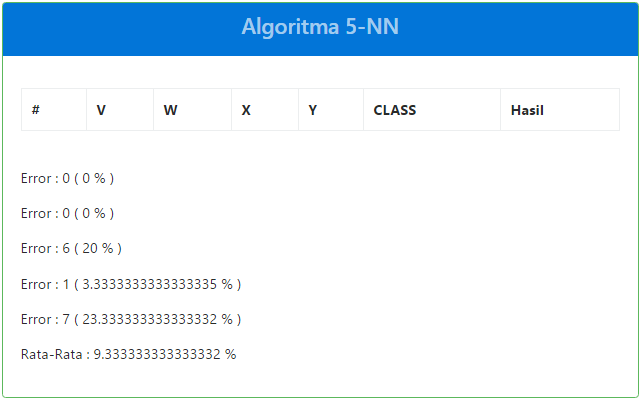 Algoritma 5-NN
# V W X Y CLASS Hasil
Error : 0 ( 0 % )
Error : 0 ( 0 % )
Error : 6 ( 20 % )
Error : 1 ( 3.3333333333333335 % )
Error : 7 ( 23.333333333333332 % )
Rata-Rata : 9.333333333333332 %